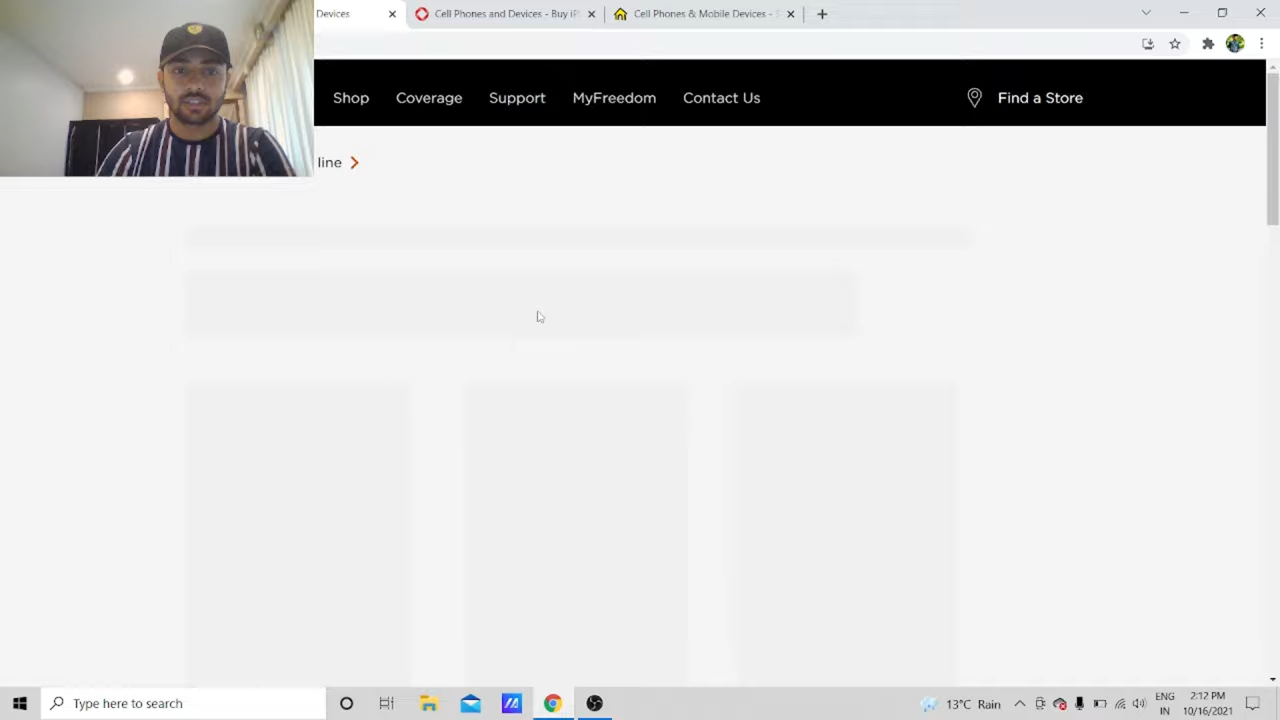 Devices
Cell Phones and Devices - Buy iP
Cell Phones & Mobile Devices - S
Shop
Coverage
Support
MyFreedom
Contact Us
Find a Store
line
Type here to search
13°C Rain
ENG
IN
2:12 PM
10/16/2021